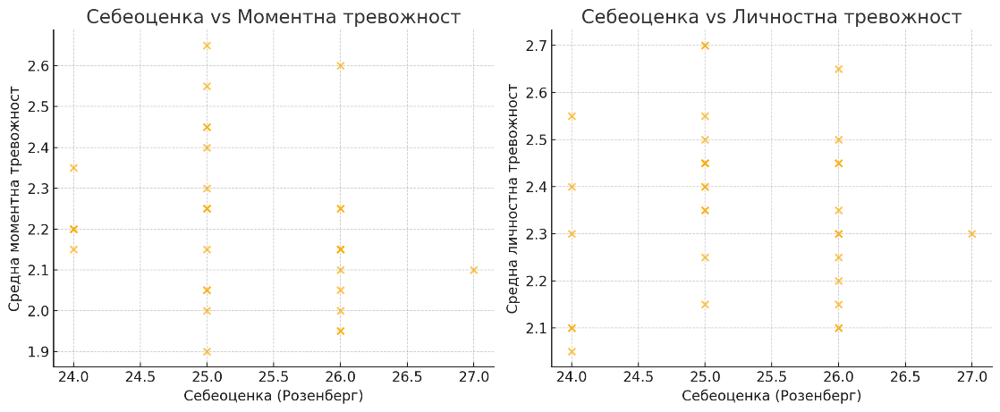 Себеоценка vs Моментна тревожност
Средна моментна тревожност
2.6
2.5
2.4
2.3
2.2
2.1
2.0
1.9
24.0 24.5 25.0 25.5 26.0 26.5 27.0
Себеоценка (Розенберг)
Себеоценка vs Личностна тревожност
Средна личностна тревожност
2.7
2.6
2.5
2.4
2.3
2.2
2.1
24.0 24.5 25.0 25.5 26.0 26.5 27.0
Себеоценка (Розенберг)